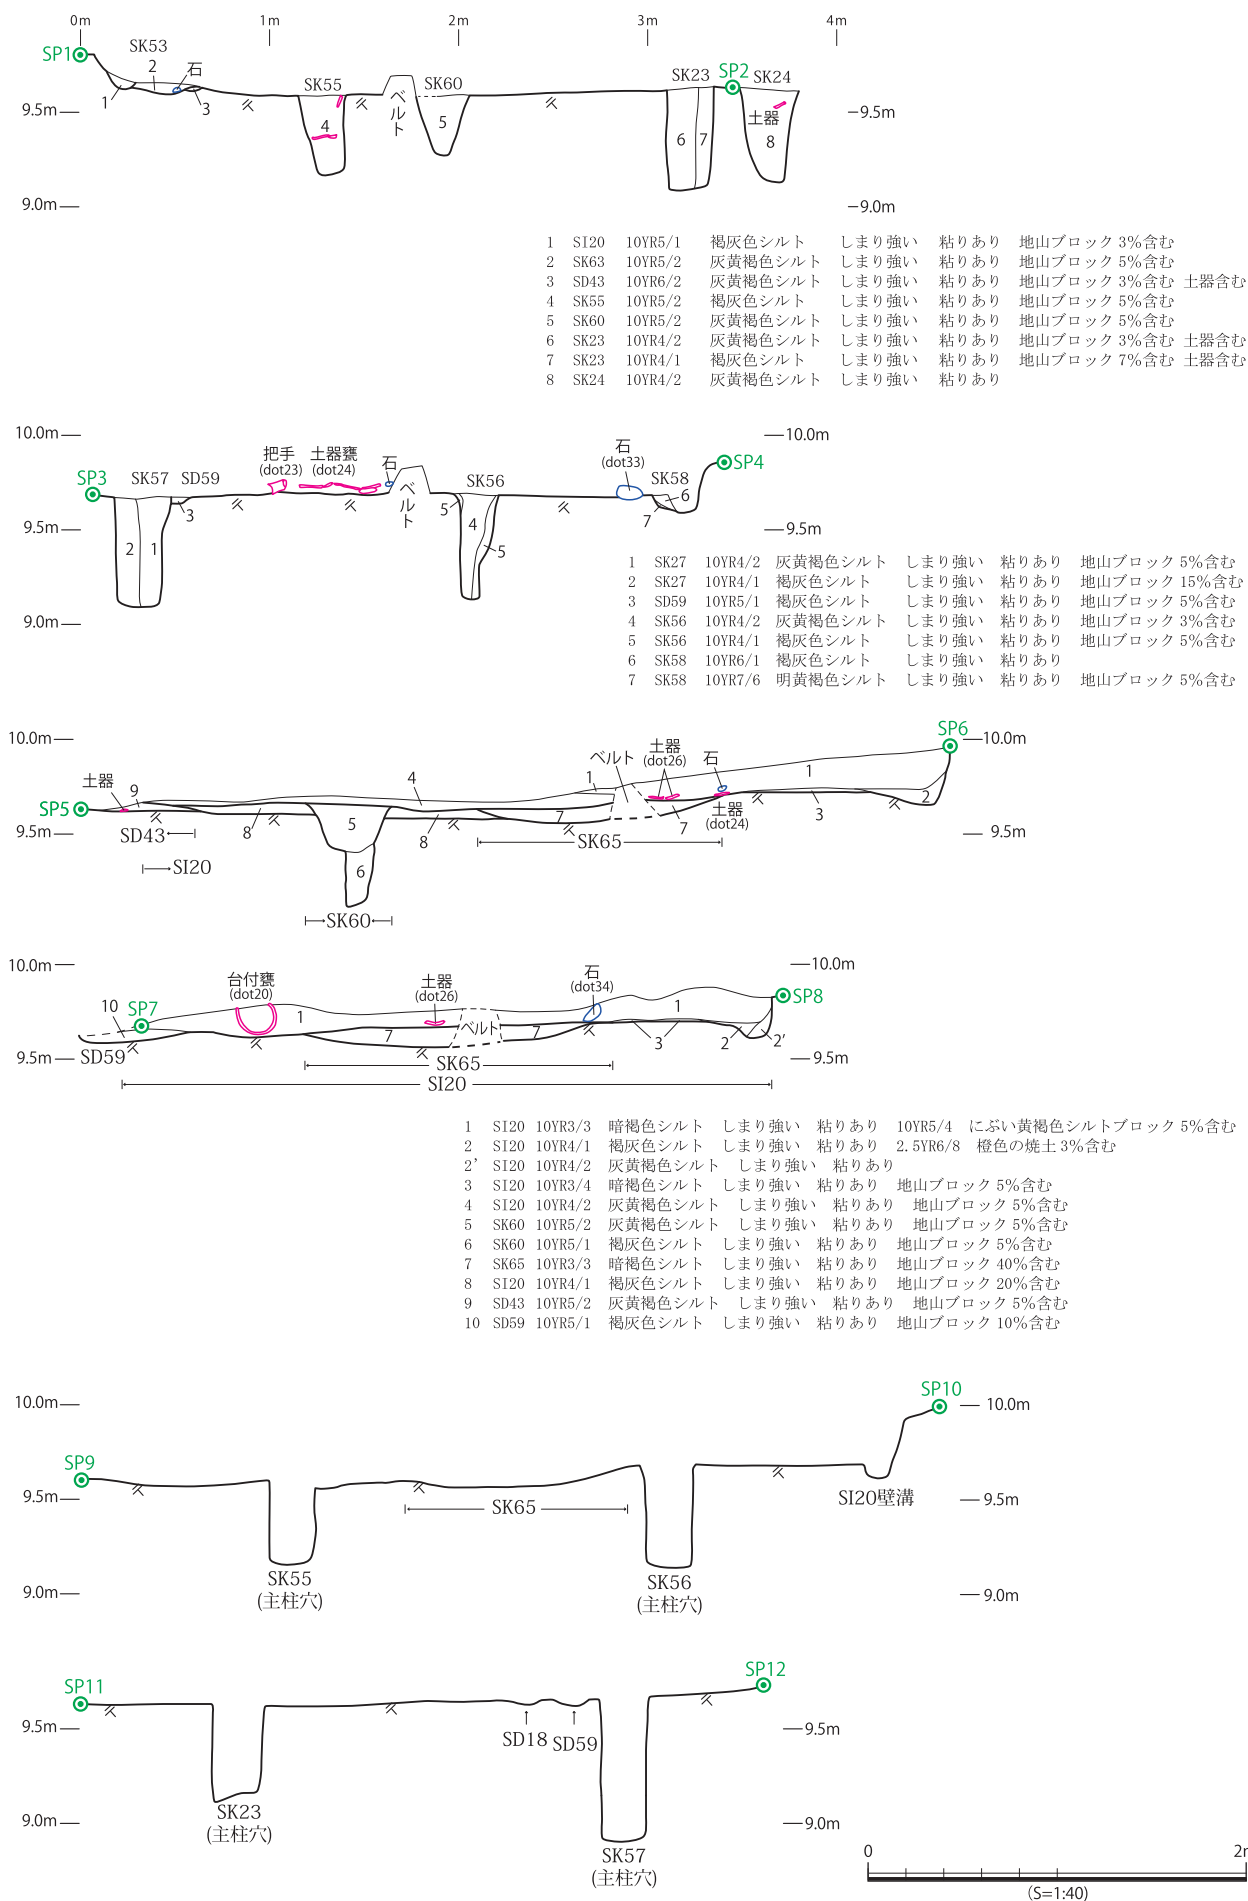 0m 1m 2m 3m 4m
SP1 SK53 石 SK55 SK60 SK23 SP2 SK24
1 2 3 4 ベルト 5 6 7 土器 8
9.5m 9.5m
9.0m 9.0m
1 SI20 10YR5/1 褐灰色シルト しまり強い 粘りあり 地山ブロック3%含む
2 SK63 10YR5/2 灰黄褐色シルト しまり強い 粘りあり 地山ブロック5%含む
3 SD43 10YR6/2 灰黄褐色シルト しまり強い 粘りあり 地山ブロック3%含む 土器含む
4 SK55 10YR5/2 褐灰色シルト しまり強い 粘りあり 地山ブロック5%含む
5 SK60 10YR5/2 灰黄褐色シルト しまり強い 粘りあり 地山ブロック5%含む
6 SK23 10YR4/2 灰黄褐色シルト しまり強い 粘りあり 地山ブロック3%含む 土器含む
7 SK23 10YR4/1 褐灰色シルト しまり強い 粘りあり 地山ブロック7%含む 土器含む
8 SK24 10YR4/2 灰黄褐色シルト しまり強い 粘りあり
10.0m 10.0m
SP3 SK57 SD59 把手 (dot23) 土器甕 (dot24) 石 ベルト SK56 石 (dot33) SK58 SP4
2 1 3 5 4 5 7 6
9.5m 9.5m
9.0m
1 SK27 10YR4/2 灰黄褐色シルト しまり強い 粘りあり 地山ブロック5%含む
2 SK27 10YR4/1 褐灰色シルト しまり強い 粘りあり 地山ブロック15%含む
3 SD59 10YR5/1 褐灰色シルト しまり強い 粘りあり 地山ブロック5%含む
4 SK56 10YR4/2 灰黄褐色シルト しまり強い 粘りあり 地山ブロック3%含む
5 SK56 10YR4/1 褐灰色シルト しまり強い 粘りあり 地山ブロック5%含む
6 SK58 10YR6/1 褐灰色シルト しまり強い 粘りあり
7 SK58 10YR7/6 明黄褐色シルト しまり強い 粘りあり 地山ブロック5%含む
10.0m SP6 10.0m
SP5 土器 9 4 1 ベルト 土器 (dot26) 石 1
8 5 8 7 7 土器 (dot24) 3 2
9.5m SD43 SK65 9.5m
SI20 6
SK60
10.0m 10.0m
10 SP7 台付甕 (dot20) 1 土器 (dot26) 石 (dot34) 1 SP8
7 ベルト 7 3 2 2’
9.5m SD59 SK65 9.5m
SI20
1 SI20 10YR3/3 暗褐色シルト しまり強い 粘りあり 10YR5/4 にぶい黄褐色シルトブロック5%含む
2 SI20 10YR4/1 褐灰色シルト しまり強い 粘りあり 2.5YR6/8 橙色の焼土3%含む
2’ SI20 10YR4/2 灰黄褐色シルト しまり強い 粘りあり
3 SI20 10YR3/4 暗褐色シルト しまり強い 粘りあり 地山ブロック5%含む
4 SI20 10YR4/2 灰黄褐色シルト しまり強い 粘りあり 地山ブロック5%含む
5 SK60 10YR5/2 灰黄褐色シルト しまり強い 粘りあり 地山ブロック5%含む
6 SK60 10YR5/1 褐灰色シルト しまり強い 粘りあり 地山ブロック5%含む
7 SK65 10YR3/3 暗褐色シルト しまり強い 粘りあり 地山ブロック40%含む
8 SI20 10YR4/1 褐灰色シルト しまり強い 粘りあり 地山ブロック20%含む
9 SD43 10YR5/2 灰黄褐色シルト しまり強い 粘りあり 地山ブロック5%含む
10 SD59 10YR5/1 褐灰色シルト しまり強い 粘りあり 地山ブロック10%含む
10.0m SP10 10.0m
SP9
9.5m SK65 SI20壁溝 9.5m
SK55 (主柱穴) SK56 (主柱穴)
9.0m 9.0m
SP11 SP12
9.5m SD18 SD59 9.5m
SK23 (主柱穴)
9.0m 9.0m
SK57 (主柱穴)
0 2m
(S=1:40)